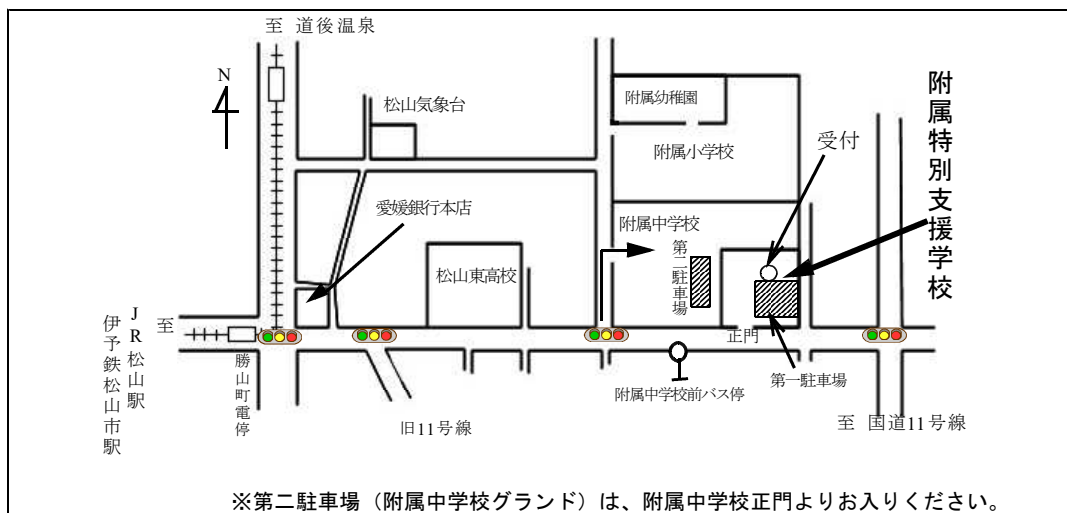 至 道後温泉
N
松山気象台
附属幼稚園
附属小学校
受付
附属特別支援学校
愛媛銀行本店
松山東高校
附属中学校
第二駐車場
至
JR松山駅
伊予鉄松山市駅
勝山町電停
正門
第一駐車場
附属中学校前バス停
旧11号線
至 国道11号線
※第二駐車場（附属中学校グランド）は、附属中学校正門よりお入りください。